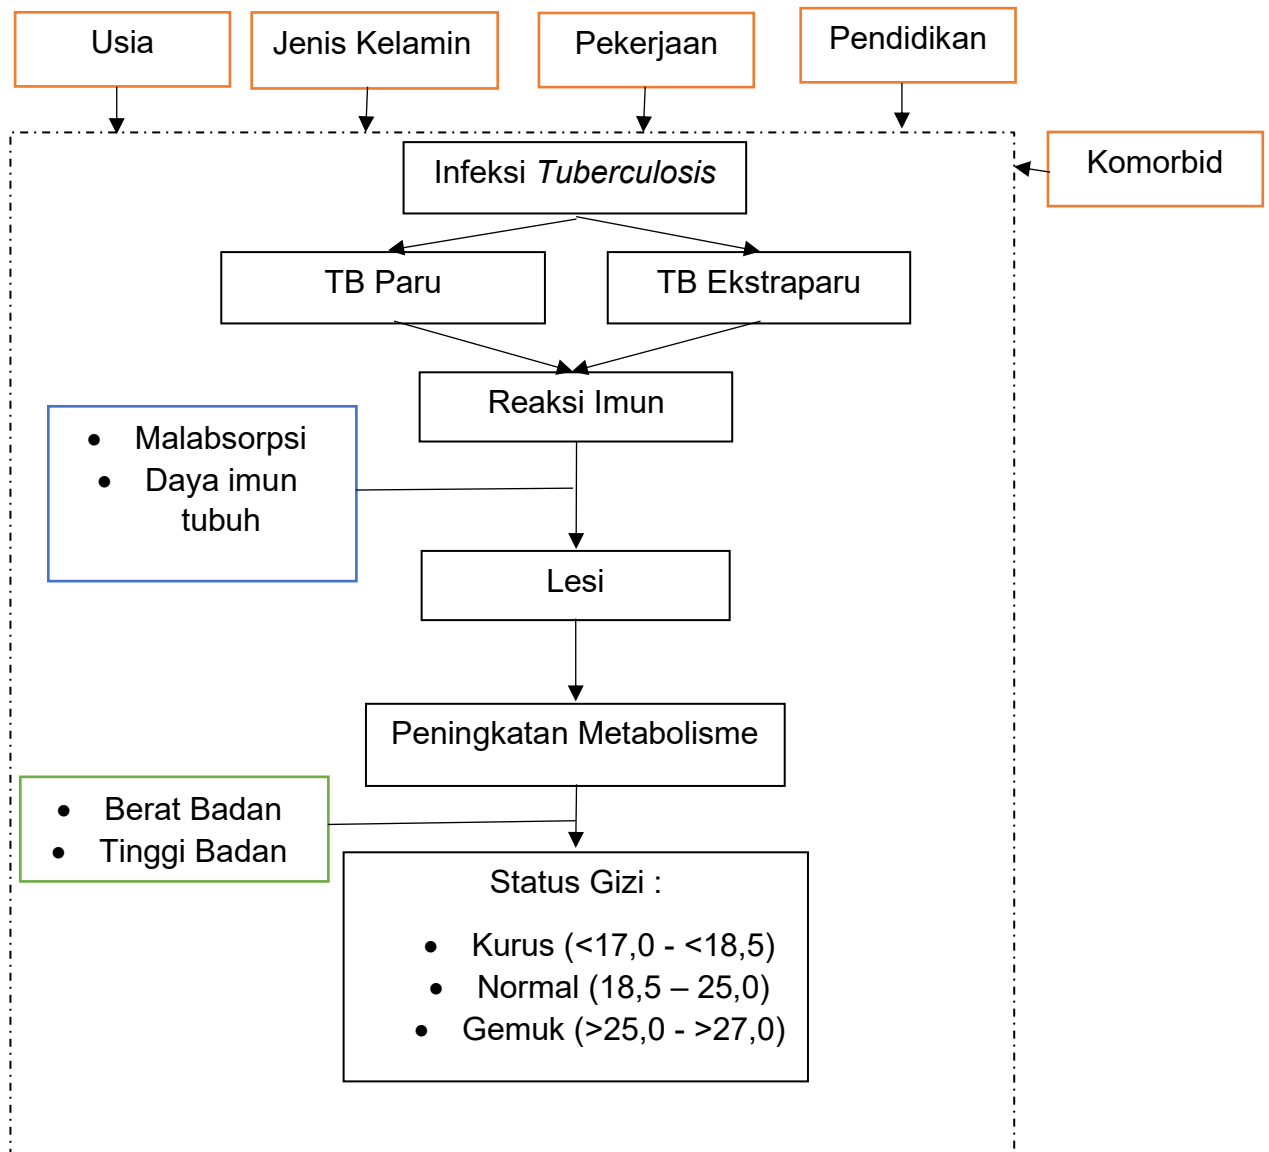 Usia
Jenis Kelamin
Pekerjaan
Pendidikan
Komorbid
Infeksi Tuberculosis
TB Paru
TB Ekstraparu
Reaksi Imun
• Malabsorpsi
• Daya imun
tubuh
Lesi
Peningkatan Metabolisme
• Berat Badan
• Tinggi Badan
Status Gizi :
• Kurus (<17,0 - <18,5)
• Normal (18,5 – 25,0)
• Gemuk (>25,0 - >27,0)